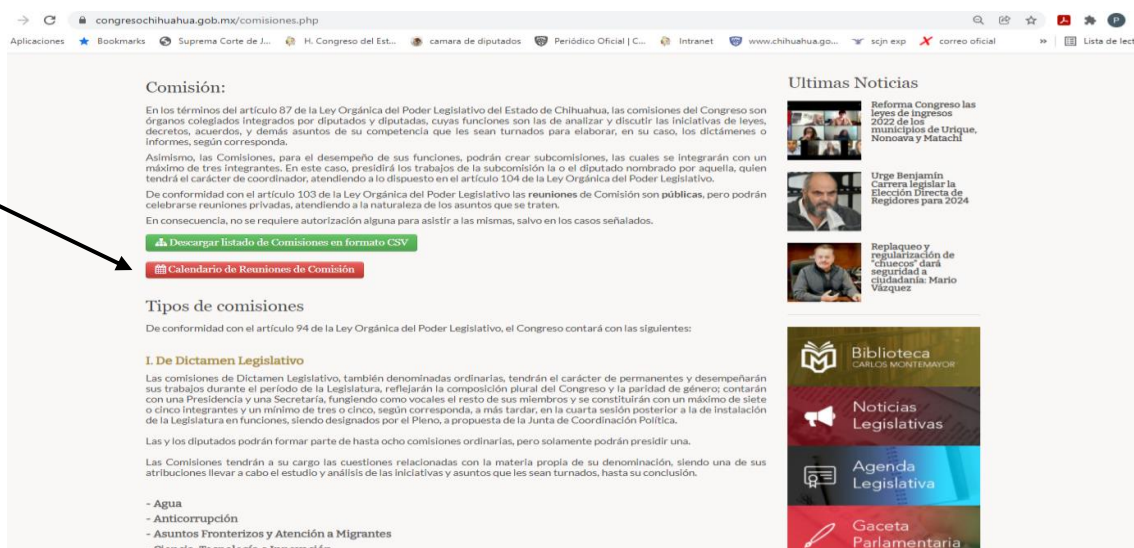 congresochihuahua.gob.mx/comisiones.php
P
Aplicaciones Bookmarks Suprema Corte de J... H. Congreso del Est... camara de diputados Periódico Oficial | C... Intranet www.chihuahua.go... scjn exp correo oficial » Lista de lect
Comisión:
En los términos del artículo 87 de la Ley Orgánica del Poder Legislativo del Estado de Chihuahua, las comisiones del Congreso son
órganos colegiados integrados por diputados y diputadas, cuyas funciones son las de analizar y discutir las iniciativas de leyes,
decretos, acuerdos, y demás asuntos de su competencia que les sean turnados para elaborar, en su caso, los dictámenes o
informes, según corresponda.
Asimismo, las Comisiones, para el desempeño de sus funciones, podrán crear subcomisiones, las cuales se integrarán con un
máximo de tres integrantes. En este caso, presidirá los trabajos de la subcomisión la o el diputado nombrado por aquella, quien
tendrá el carácter de coordinador, atendiendo a lo dispuesto en el artículo 104 de la Ley Orgánica del Poder Legislativo.
De conformidad con el artículo 103 de la Ley Orgánica del Poder Legislativo las reuniones de Comisión son públicas, pero podrán
celebrarse reuniones privadas, atendiendo a la naturaleza de los asuntos que se traten.
En consecuencia, no se requiere autorización alguna para asistir a las mismas, salvo en los casos señalados.
Descargar listado de Comisiones en formato CSV
Calendario de Reuniones de Comisión
Tipos de comisiones
De conformidad con el artículo 94 de la Ley Orgánica del Poder Legislativo, el Congreso contará con las siguientes:
I. De Dictamen Legislativo
Las comisiones de Dictamen Legislativo, también denominadas ordinarias, tendrán el carácter de permanentes y desempeñarán
sus trabajos durante el período de la Legislatura, reflejarán la composición plural del Congreso y la paridad de género; contarán
con una Presidencia y una Secretaría, fungiendo como vocales el resto de sus miembros y se constituirán con un máximo de siete
o cinco integrantes y un mínimo de tres o cinco, según corresponda, a más tardar, en la cuarta sesión posterior a la de instalación
de la Legislatura en funciones, siendo designados por el Pleno, a propuesta de la Junta de Coordinación Política.
Las y los diputados podrán formar parte de hasta ocho comisiones ordinarias, pero solamente podrán presidir una.
Las Comisiones tendrán a su cargo las cuestiones relacionadas con la materia propia de su denominación, siendo una de sus
atribuciones llevar a cabo el estudio y análisis de las iniciativas y asuntos que les sean turnados, hasta su conclusión.
- Agua
- Anticorrupción
- Asuntos Fronterizos y Atención a Migrantes
- Ciencia, Tecnología e Innovación
Ultimas Noticias
Reforma Congreso las
leyes de ingresos
2022 de los
municipios de Urique,
Nonoava y Matachí
Urge Benjamín
Carrera legislar la
Elección Directa de
Regidores para 2024
Replaqueo y
regularización de
"chuecos" dará
seguridad a
ciudadanía: Mario
Vázquez
Biblioteca
CARLOS MONTEMAYOR
Noticias
Legislativas
Agenda
Legislativa
Gaceta
Parlamentaria